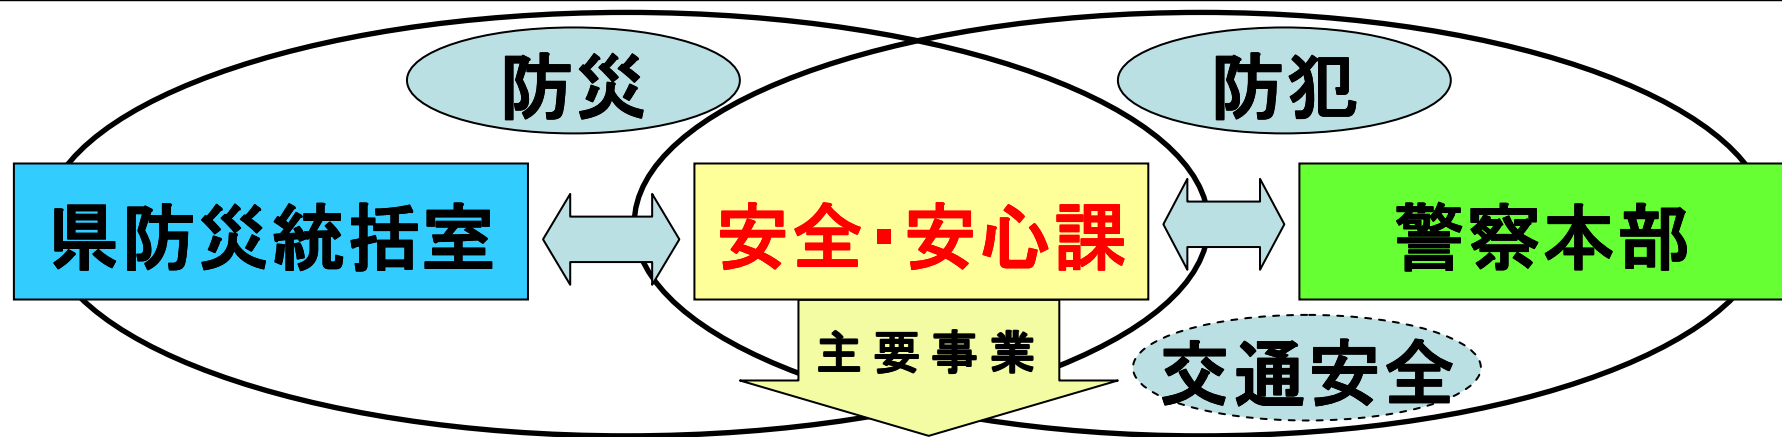 防災
防犯
県防災統括室
安全・安心課
警察本部
主要事業
交通安全